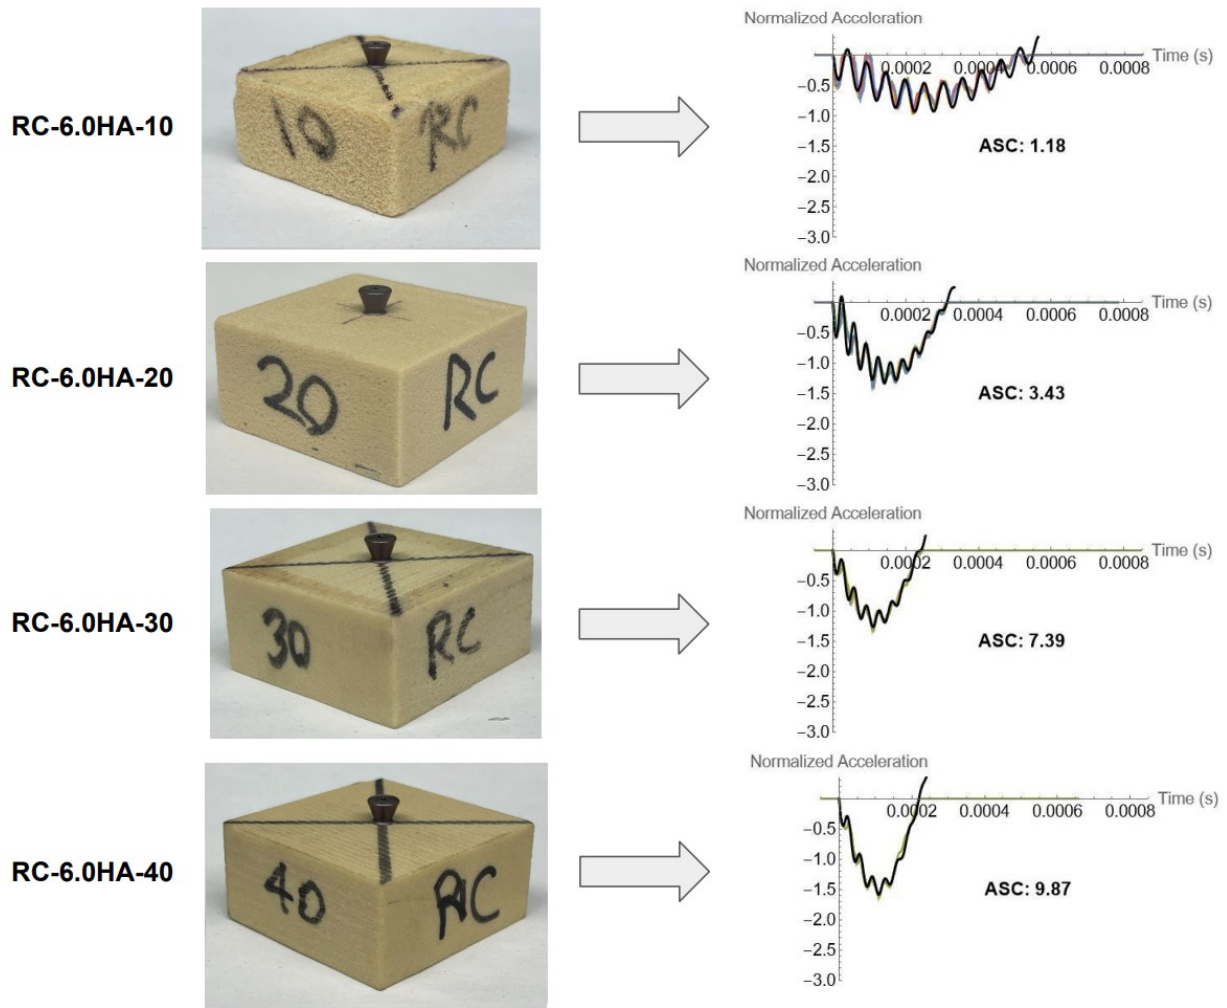 RC-6.0HA-10
10 RC
Normalized Acceleration
Time (s)
0.0002 0.0004 0.0006 0.0008
−0.5
−1.0
−1.5
−2.0
−2.5
−3.0
ASC: 1.18
RC-6.0HA-20
20 RC
Normalized Acceleration
Time (s)
0.0002 0.0004 0.0006 0.0008
−0.5
−1.0
−1.5
−2.0
−2.5
−3.0
ASC: 3.43
RC-6.0HA-30
30 RC
Normalized Acceleration
Time (s)
0.0002 0.0004 0.0006 0.0008
−0.5
−1.0
−1.5
−2.0
−2.5
−3.0
ASC: 7.39
RC-6.0HA-40
40 RC
Normalized Acceleration
Time (s)
0.0002 0.0004 0.0006 0.0008
−0.5
−1.0
−1.5
−2.0
−2.5
−3.0
ASC: 9.87